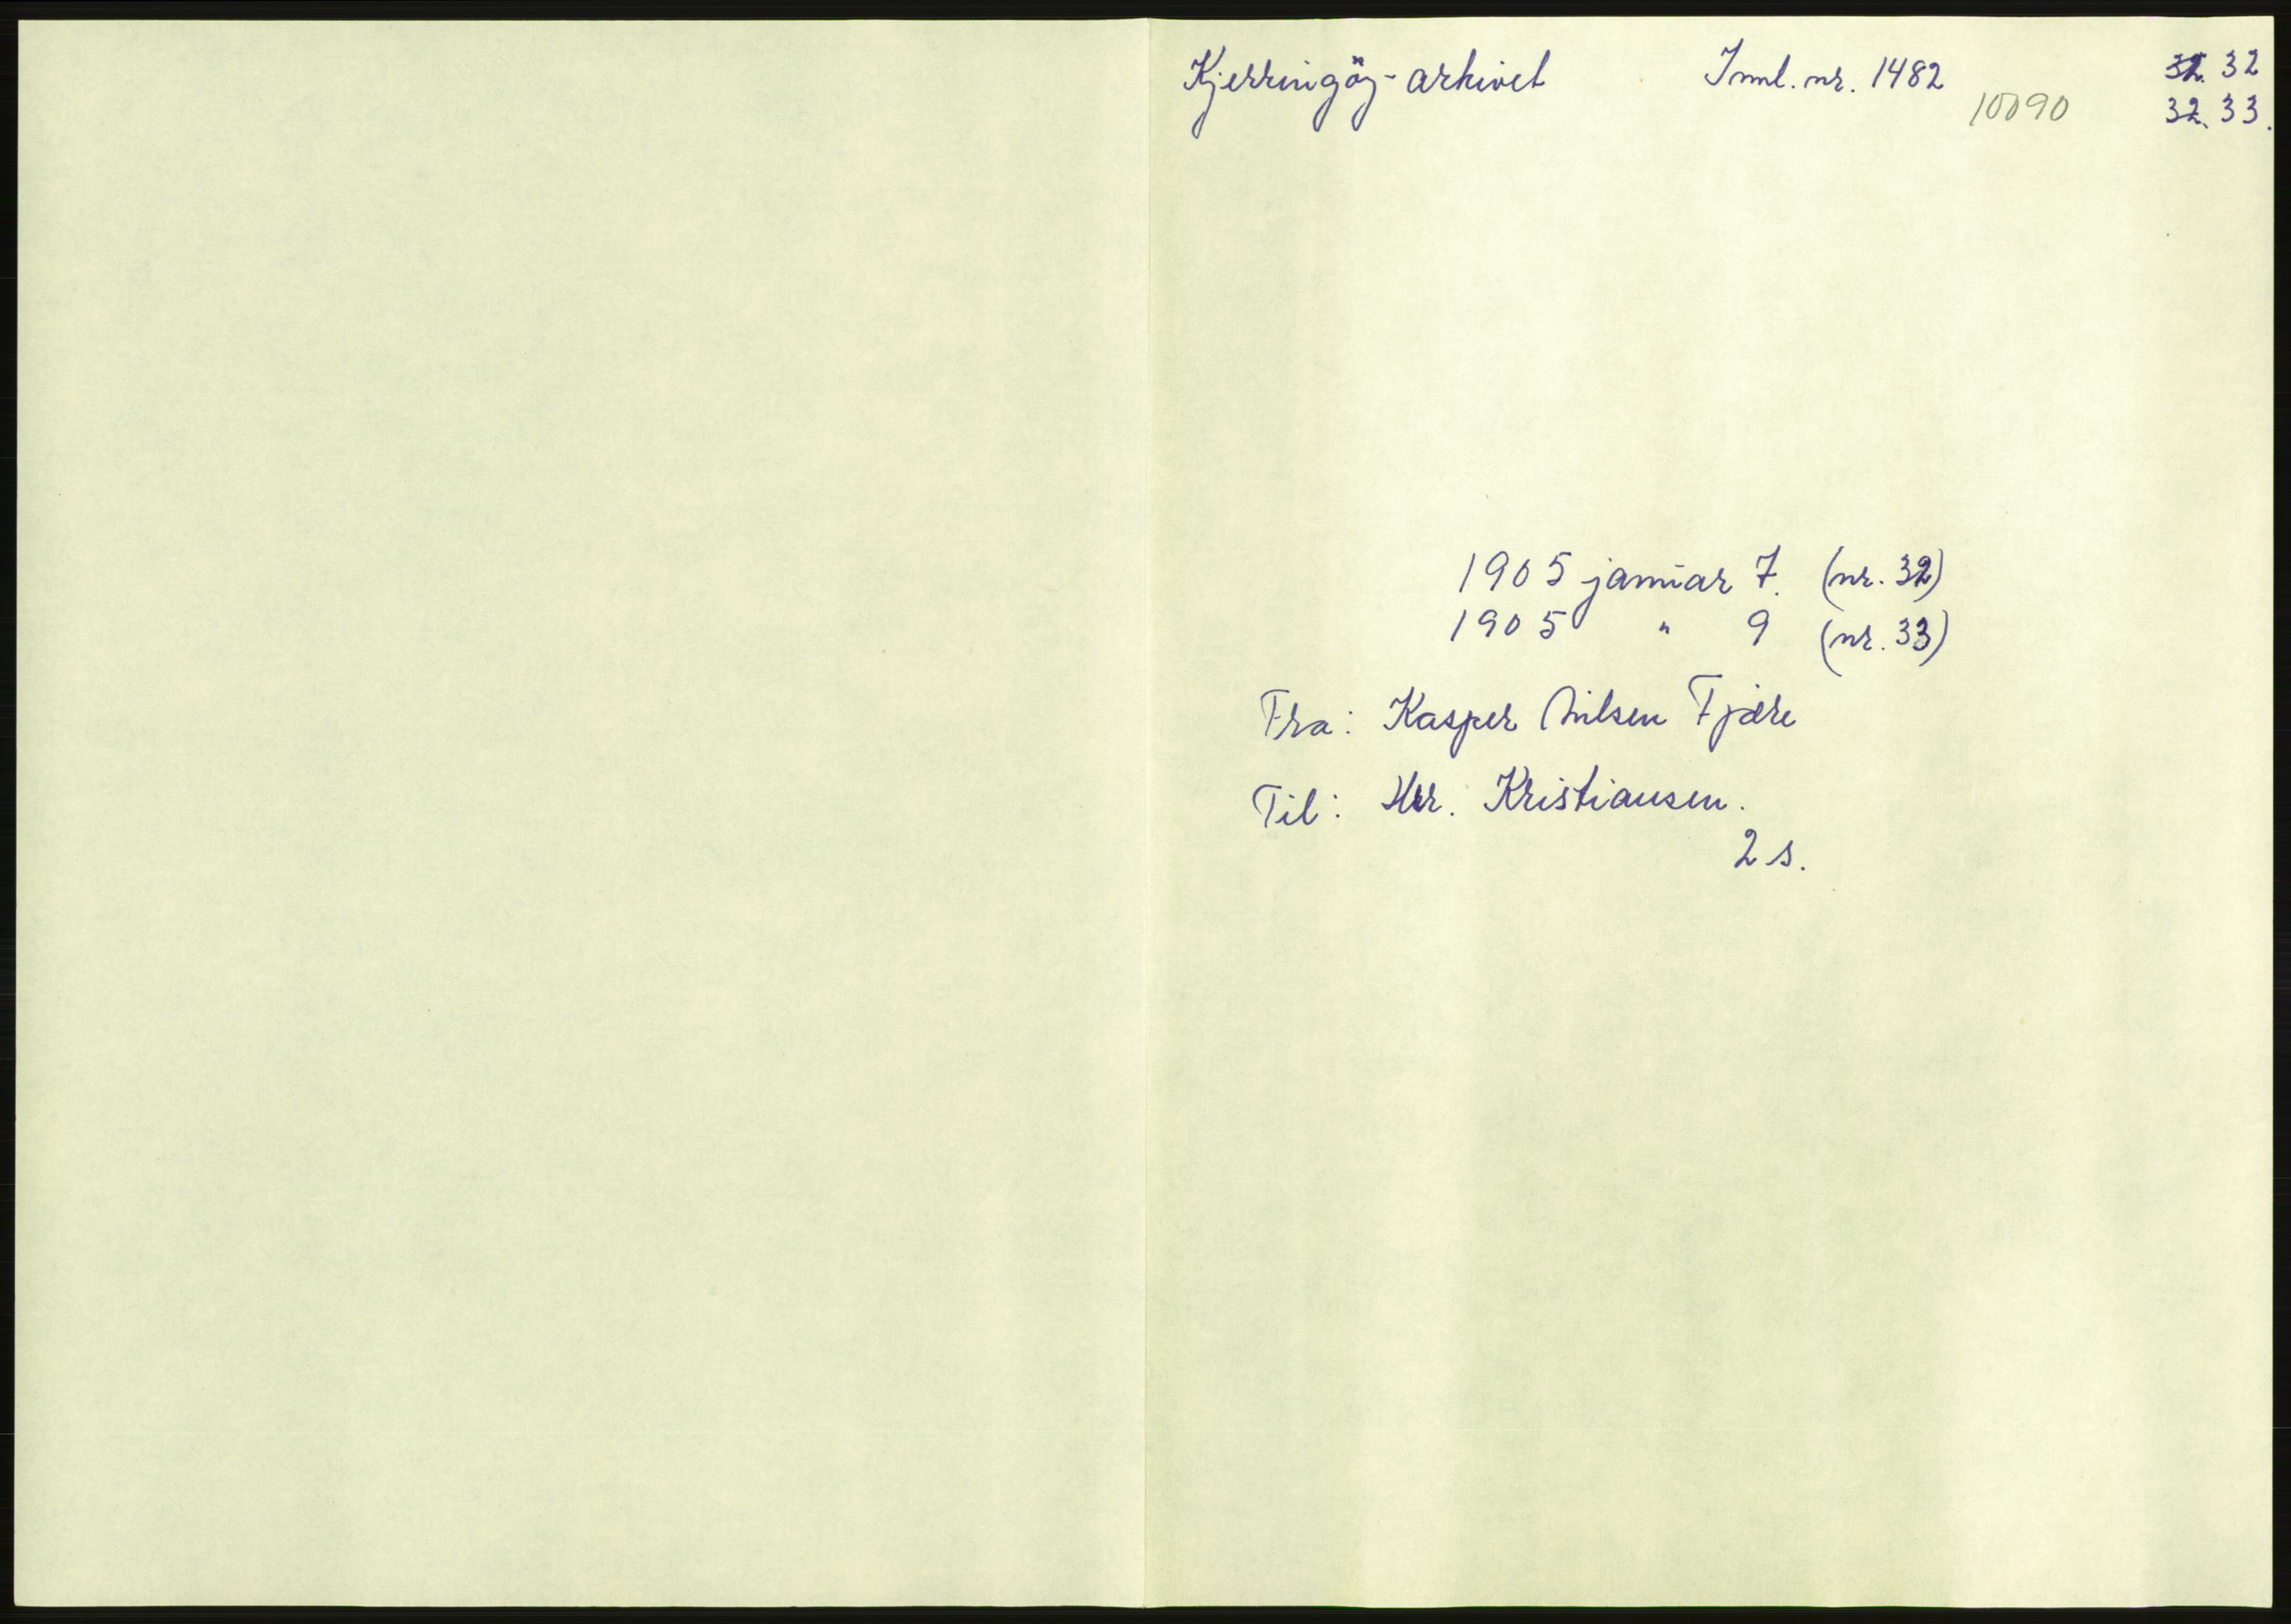 Kjerringöy-arkivet Innl. nr. 1482 32. 32
10090 32. 33.
1905 januar 7. (nr. 32)
1905 " 9 (nr. 33)
Fra: Kasper Nilsen Fjære
Til: Hr. Kristiansen.
2 s.